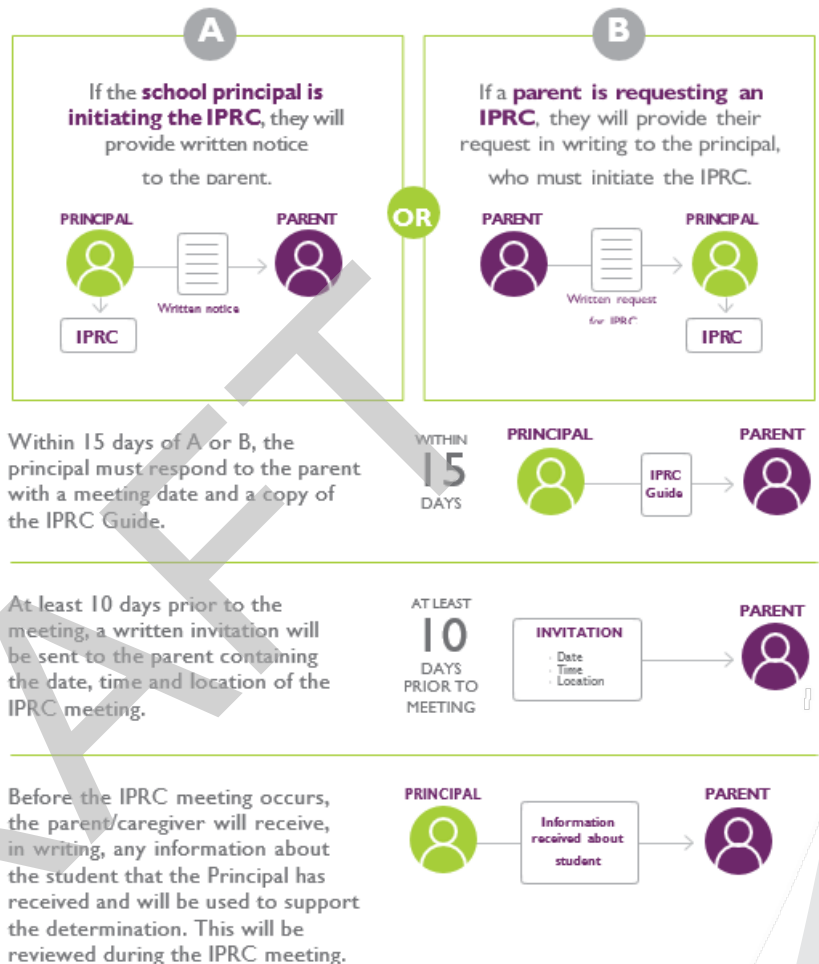 A
If the school principal is
initiating the IPRC, they will
provide written notice
to the parent.
PRINCIPAL
PARENT
Written notice
IPRC
OR
B
If a parent is requesting an
IPRC, they will provide their
request in writing to the principal,
who must initiate the IPRC.
PARENT
PRINCIPAL
Written request
for IPRC
IPRC
Within 15 days of A or B, the
principal must respond to the parent
with a meeting date and a copy of
the IPRC Guide.
WITHIN
15
DAYS
PRINCIPAL
IPRC
Guide
PARENT
At least 10 days prior to the
meeting, a written invitation will
be sent to the parent containing
the date, time and location of the
IPRC meeting.
AT LEAST
10
DAYS
PRIOR TO
MEETING
INVITATION
· Date
· Time
· Location
PARENT
Before the IPRC meeting occurs,
the parent/caregiver will receive,
in writing, any information about
the student that the Principal has
received and will be used to support
the determination. This will be
reviewed during the IPRC meeting.
PRINCIPAL
Information
received about
student
PARENT
AFT